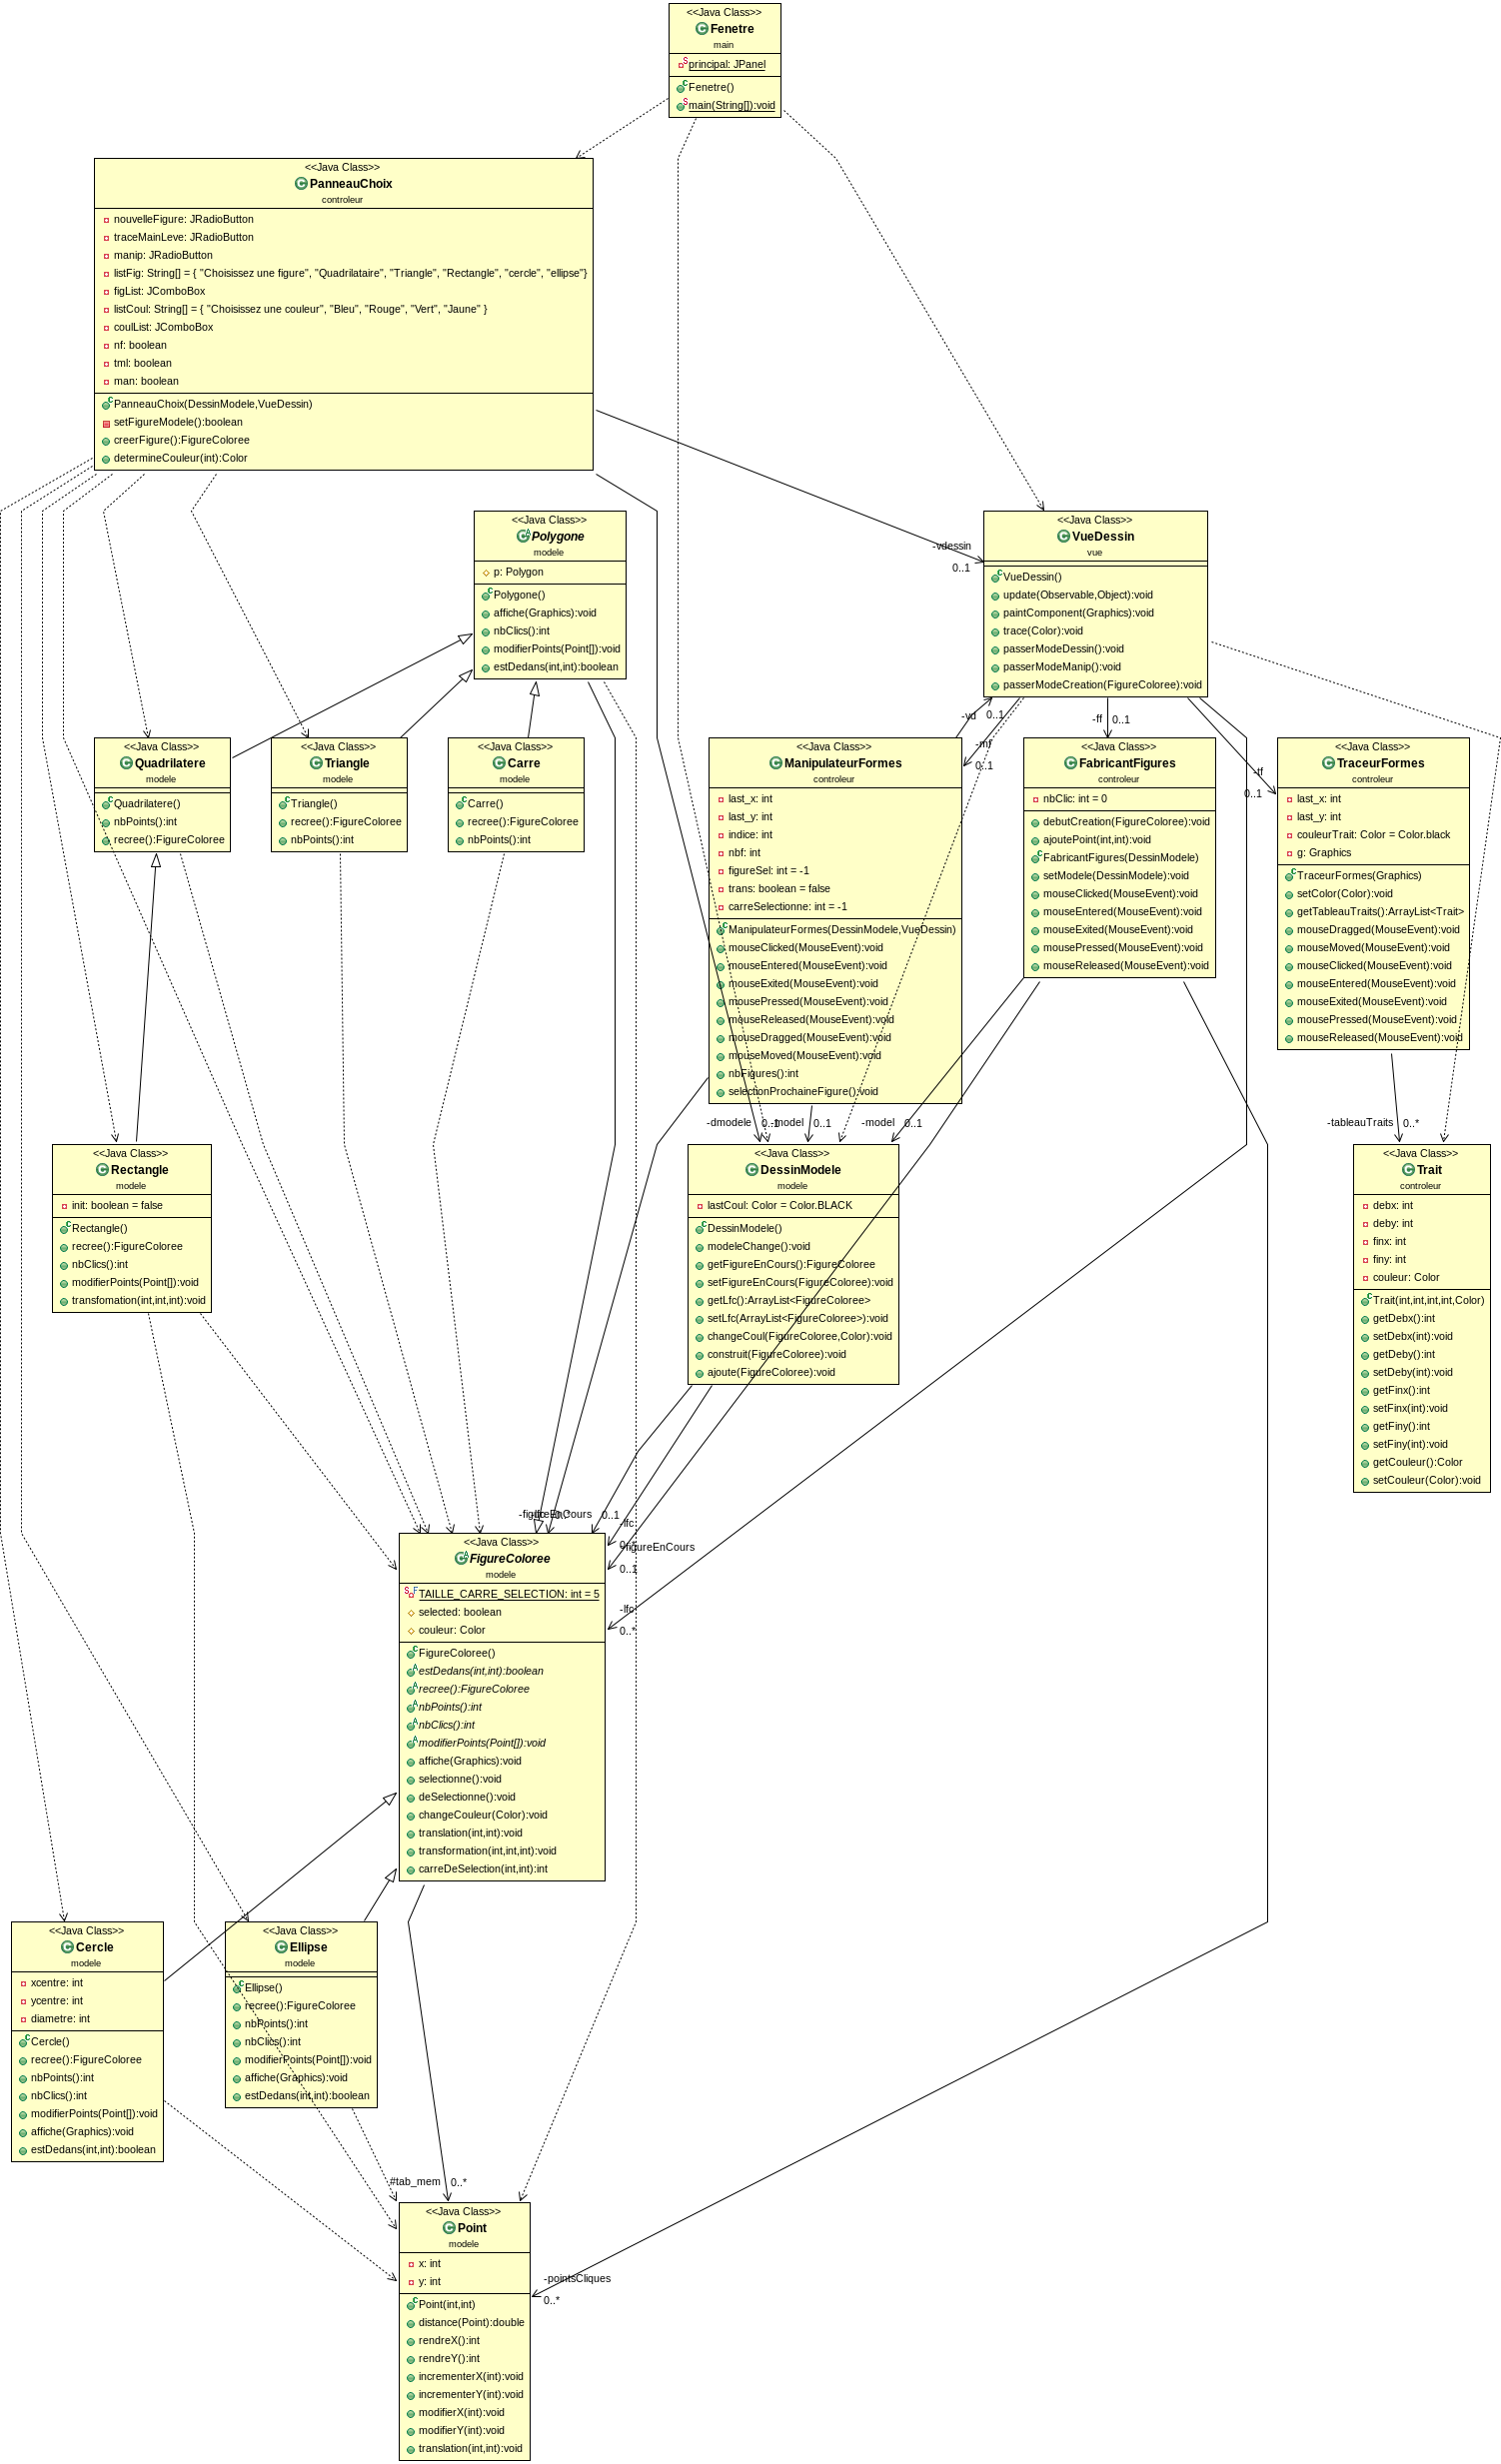 <<Java Class>>
Fenetre
main
principal: JPanel
Fenetre()
main(String[]):void
<<Java Class>>
PanneauChoix
controleur
nouvelleFigure: JRadioButton
traceMainLeve: JRadioButton
manip: JRadioButton
listFig: String[] = { "Choisissez une figure", "Quadrilataire", "Triangle", "Rectangle", "cercle", "ellipse"}
figList: JComboBox
listCoul: String[] = { "Choisissez une couleur", "Bleu", "Rouge", "Vert", "Jaune" }
coulList: JComboBox
nf: boolean
tml: boolean
man: boolean
PanneauChoix(DessinModele,VueDessin)
setFigureModele():boolean
creerFigure():FigureColoree
determineCouleur(int):Color
<<Java Class>>
Polygone
modele
p: Polygon
Polygone()
affiche(Graphics):void
nbClics():int
modifierPoints(Point[]):void
estDedans(int,int):boolean
-vdessin
0..1
<<Java Class>>
VueDessin
vue
VueDessin()
update(Observable,Object):void
paintComponent(Graphics):void
trace(Color):void
passerModeDessin():void
passerModeManip():void
passerModeCreation(FigureColoree):void
-vd
0..1
-mf
0..1
-ff
0..1
-tf
0..1
<<Java Class>>
Quadrilatere
modele
Quadrilatere()
nbPoints():int
recree():FigureColoree
<<Java Class>>
Triangle
modele
Triangle()
recree():FigureColoree
nbPoints():int
<<Java Class>>
Carre
modele
Carre()
recree():FigureColoree
nbPoints():int
<<Java Class>>
ManipulateurFormes
controleur
last_x: int
last_y: int
indice: int
nbf: int
figureSel: int = -1
trans: boolean = false
carreSelectionne: int = -1
ManipulateurFormes(DessinModele,VueDessin)
mouseClicked(MouseEvent):void
mouseEntered(MouseEvent):void
mouseExited(MouseEvent):void
mousePressed(MouseEvent):void
mouseReleased(MouseEvent):void
mouseDragged(MouseEvent):void
mouseMoved(MouseEvent):void
nbFigures():int
selectionProchaineFigure():void
<<Java Class>>
FabricantFigures
controleur
nbClic: int = 0
debutCreation(FigureColoree):void
ajoutePoint(int,int):void
FabricantFigures(DessinModele)
setModele(DessinModele):void
mouseClicked(MouseEvent):void
mouseEntered(MouseEvent):void
mouseExited(MouseEvent):void
mousePressed(MouseEvent):void
mouseReleased(MouseEvent):void
<<Java Class>>
TraceurFormes
controleur
last_x: int
last_y: int
couleurTrait: Color = Color.black
g: Graphics
TraceurFormes(Graphics)
setColor(Color):void
getTableauTraits():ArrayList<Trait>
mouseDragged(MouseEvent):void
mouseMoved(MouseEvent):void
mouseClicked(MouseEvent):void
mouseEntered(MouseEvent):void
mouseExited(MouseEvent):void
mousePressed(MouseEvent):void
mouseReleased(MouseEvent):void
-dmodele
0..1
-model
0..1
-model
0..1
-tableauTraits
0..*
<<Java Class>>
Rectangle
modele
init: boolean = false
Rectangle()
recree():FigureColoree
nbClics():int
modifierPoints(Point[]):void
transfomation(int,int,int):void
<<Java Class>>
DessinModele
modele
lastCoul: Color = Color.BLACK
DessinModele()
modeleChange():void
getFigureEnCours():FigureColoree
setFigureEnCours(FigureColoree):void
getLfc():ArrayList<FigureColoree>
setLfc(ArrayList<FigureColoree>):void
changeCoul(FigureColoree,Color):void
construit(FigureColoree):void
ajoute(FigureColoree):void
<<Java Class>>
Trait
controleur
debx: int
deby: int
finx: int
finy: int
couleur: Color
Trait(int,int,int,int,Color)
getDebx():int
setDebx(int):void
getDeby():int
setDeby(int):void
getFinx():int
setFinx(int):void
getFiny():int
setFiny(int):void
getCouleur():Color
setCouleur(Color):void
-figureEnCours
0..1
-lfc
-figureEnCours
0..1
-lfc
0..*
<<Java Class>>
FigureColoree
modele
TAILLE_CARRE_SELECTION: int = 5
selected: boolean
couleur: Color
FigureColoree()
estDedans(int,int):boolean
recree():FigureColoree
nbPoints():int
nbClics():int
modifierPoints(Point[]):void
affiche(Graphics):void
selectionne():void
deSelectionne():void
changeCouleur(Color):void
translation(int,int):void
transformation(int,int,int):void
carreDeSelection(int,int):int
<<Java Class>>
Cercle
modele
xcentre: int
ycentre: int
diametre: int
Cercle()
recree():FigureColoree
nbPoints():int
nbClics():int
modifierPoints(Point[]):void
affiche(Graphics):void
estDedans(int,int):boolean
<<Java Class>>
Ellipse
modele
Ellipse()
recree():FigureColoree
nbPoints():int
nbClics():int
modifierPoints(Point[]):void
affiche(Graphics):void
estDedans(int,int):boolean
#tab_mem
0..*
<<Java Class>>
Point
modele
x: int
y: int
Point(int,int)
distance(Point):double
rendreX():int
rendreY():int
incrementerX(int):void
incrementerY(int):void
modifierX(int):void
modifierY(int):void
translation(int,int):void
-pointsCliques
0..*